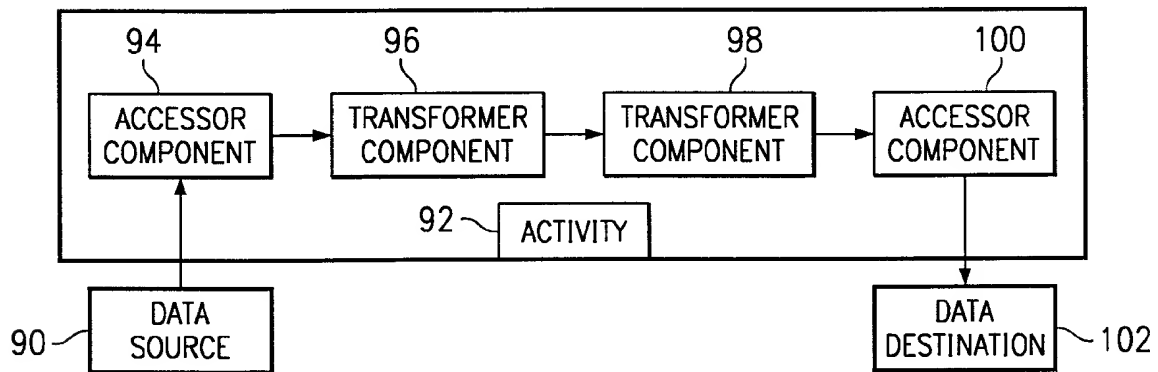 94
96
98
100
ACCESSOR
COMPONENT
TRANSFORMER
COMPONENT
TRANSFORMER
COMPONENT
ACCESSOR
COMPONENT
92
ACTIVITY
90
DATA
SOURCE
DATA
DESTINATION
102